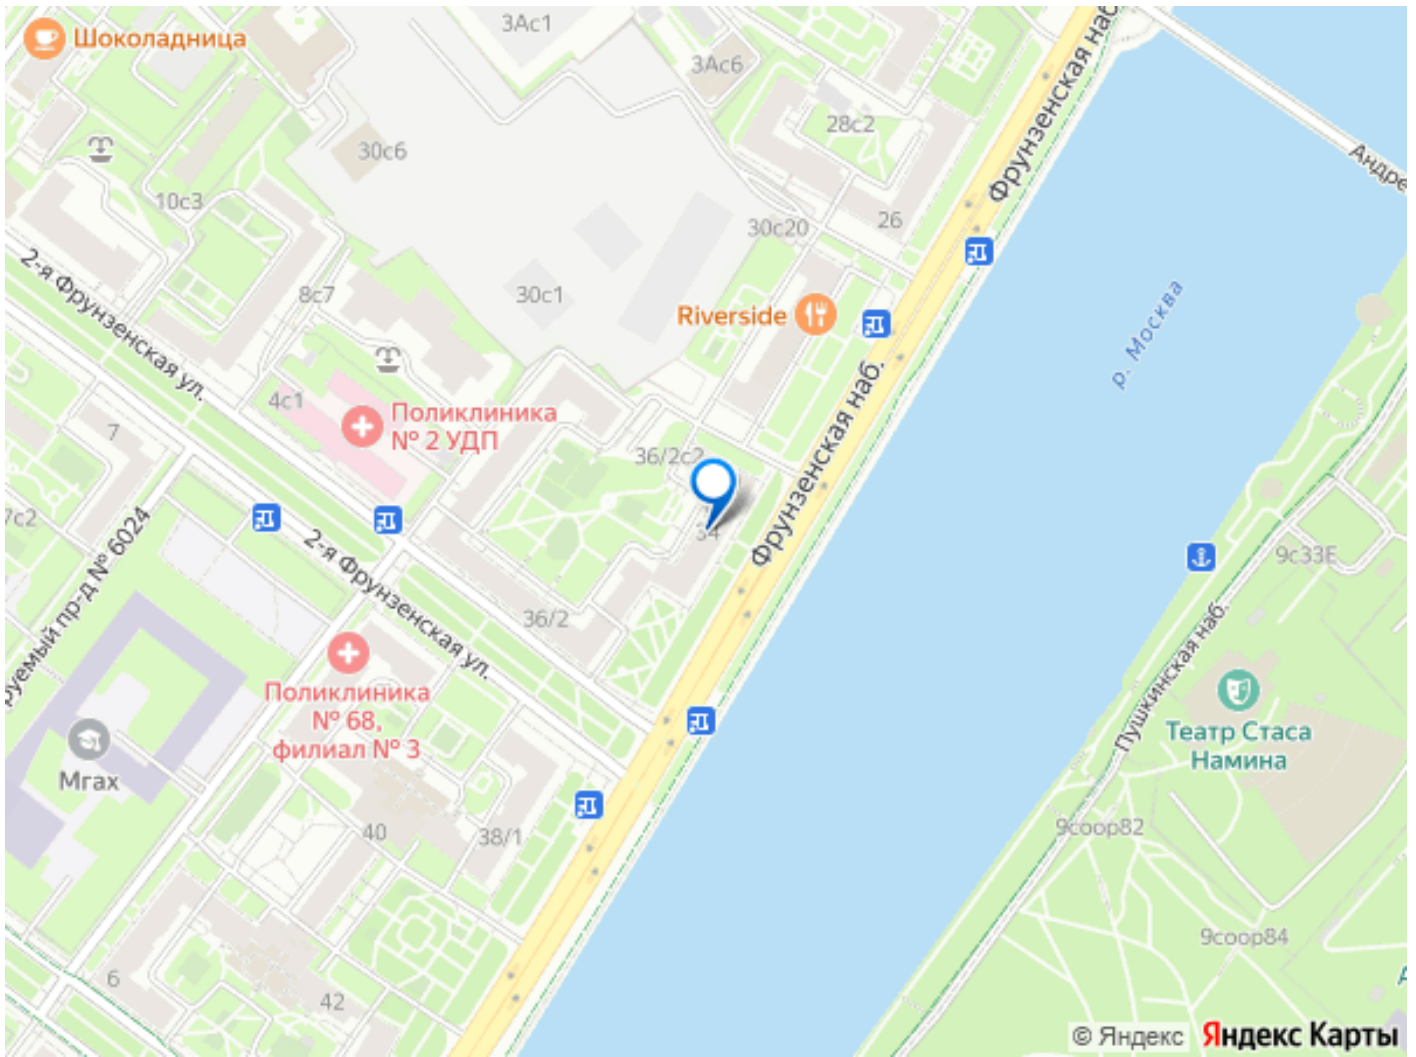 Шоколадница
3Ас1
3Ас6
Фрунзенская наб.
28с2
30с6
10с3
26
30с20
2-я Фрунзенская ул.
8с7
30с1
Riverside
р. Москва
4с1
Поликлиника
№ 2 УДП
Фрунзенская наб.
7
36/2с2
34
7с2
2-я Фрунзенская ул.
9с33Е
36/2
Пушкинская наб.
Поликлиника
№ 68,
филиал № 3
Театр Стаса
Намина
Мгах
40
38/1
9соор82
9соор84
6
42
© Яндекс Яндекс Карты